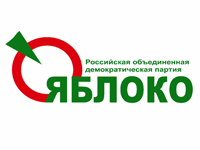 Российская объединенная
демократическая партия
ЯБЛОКО